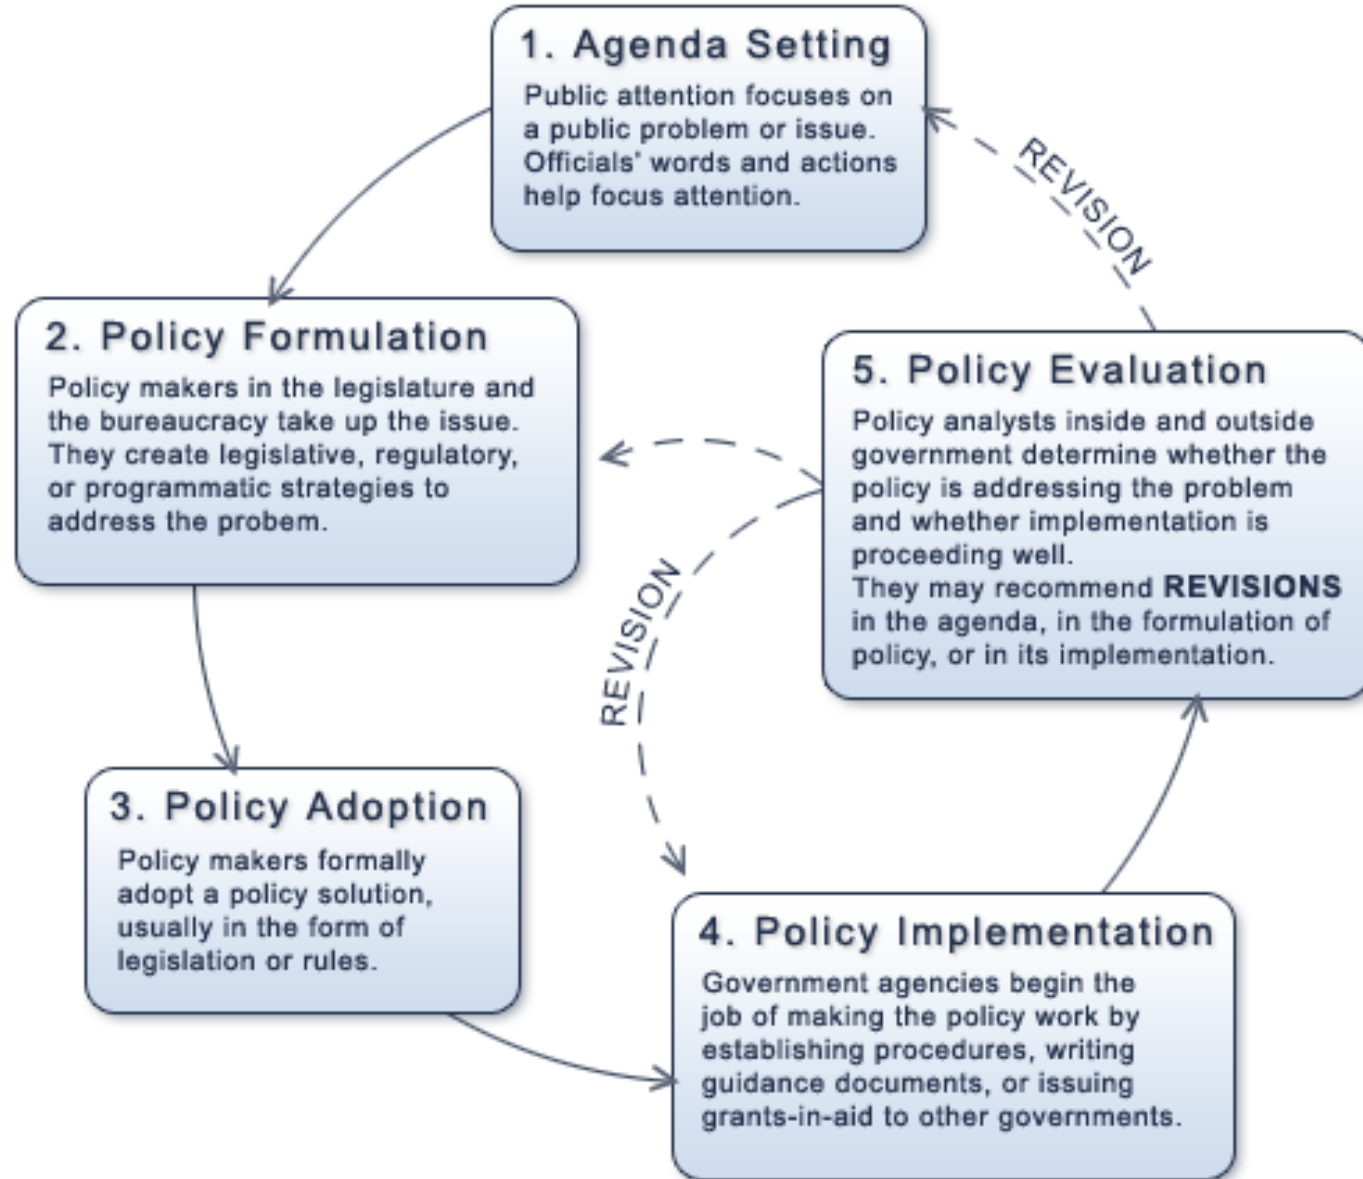 1. Agenda Setting
Public attention focuses on
a public problem or issue.
Officials' words and actions
help focus attention.
REVISION
2. Policy Formulation
Policy makers in the legislature and
the bureaucracy take up the issue.
They create legislative, regulatory,
or programmatic strategies to
address the probem.
5. Policy Evaluation
Policy analysts inside and outside
government determine whether the
policy is addressing the problem
and whether implementation is
proceeding well.
They may recommend REVISIONS
in the agenda, in the formulation of
policy, or in its implementation.
REVISION
3. Policy Adoption
Policy makers formally
adopt a policy solution,
usually in the form of
legislation or rules.
4. Policy Implementation
Government agencies begin the
job of making the policy work by
establishing procedures, writing
guidance documents, or issuing
grants-in-aid to other governments.